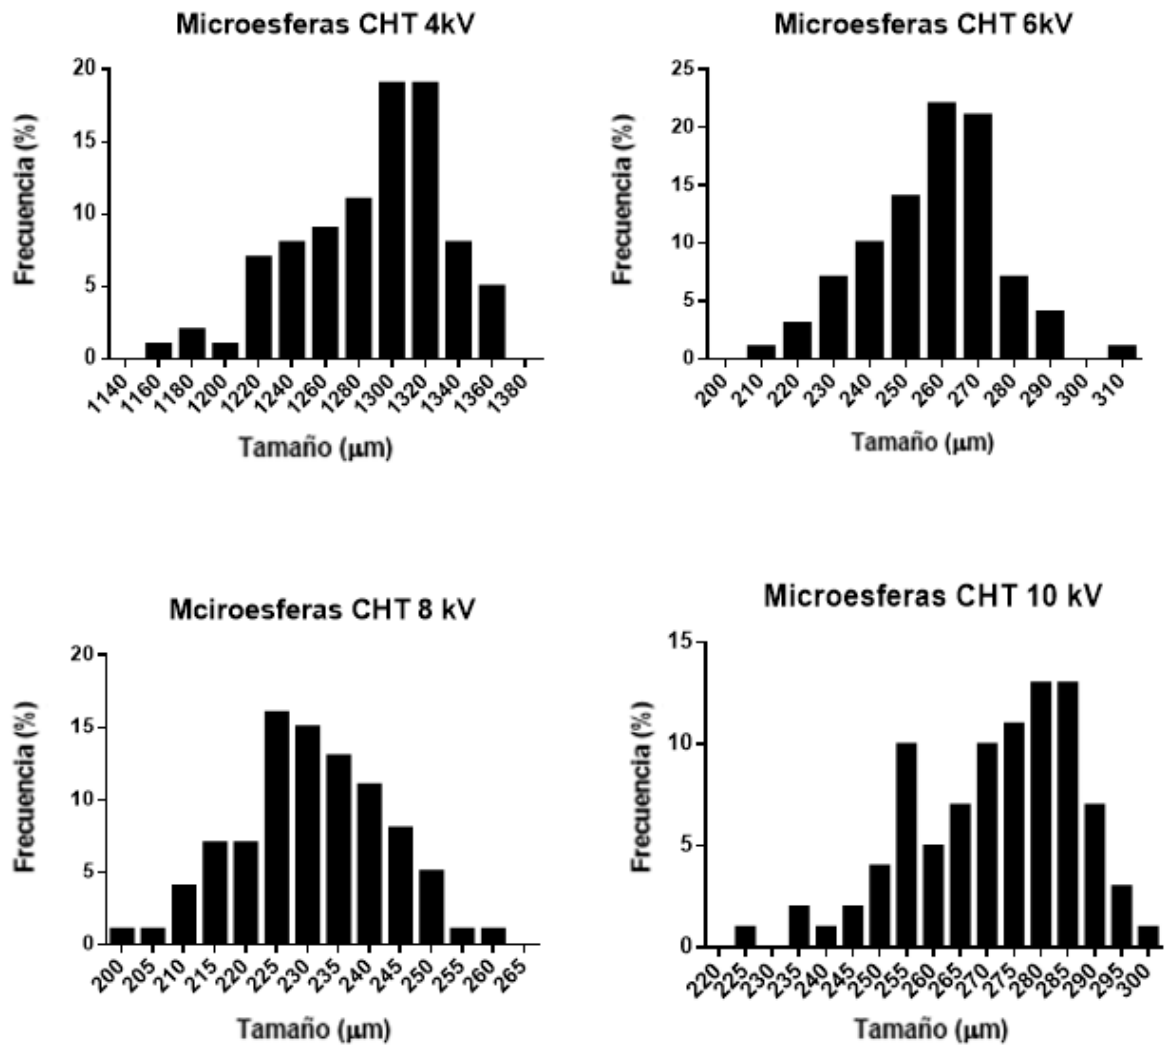 Microesferas CHT 4kV
Frecuencia (%)
20
15
10
5
0
1140 1160 1180 1200 1220 1240 1260 1280 1300 1320 1340 1360 1380
Tamaño (μm)
Microesferas CHT 6kV
Frecuencia (%)
25
20
15
10
5
0
200 210 220 230 240 250 260 270 280 290 300 310
Tamaño (μm)
Mciroesferas CHT 8 kV
Frecuencia (%)
20
15
10
5
0
200 205 210 215 220 225 230 235 240 245 250 255 260 265
Tamaño (μm)
Microesferas CHT 10 kV
Frecuencia (%)
15
10
5
0
220 225 230 235 240 245 250 255 260 265 270 275 280 285 290 295 300
Tamaño (μm)